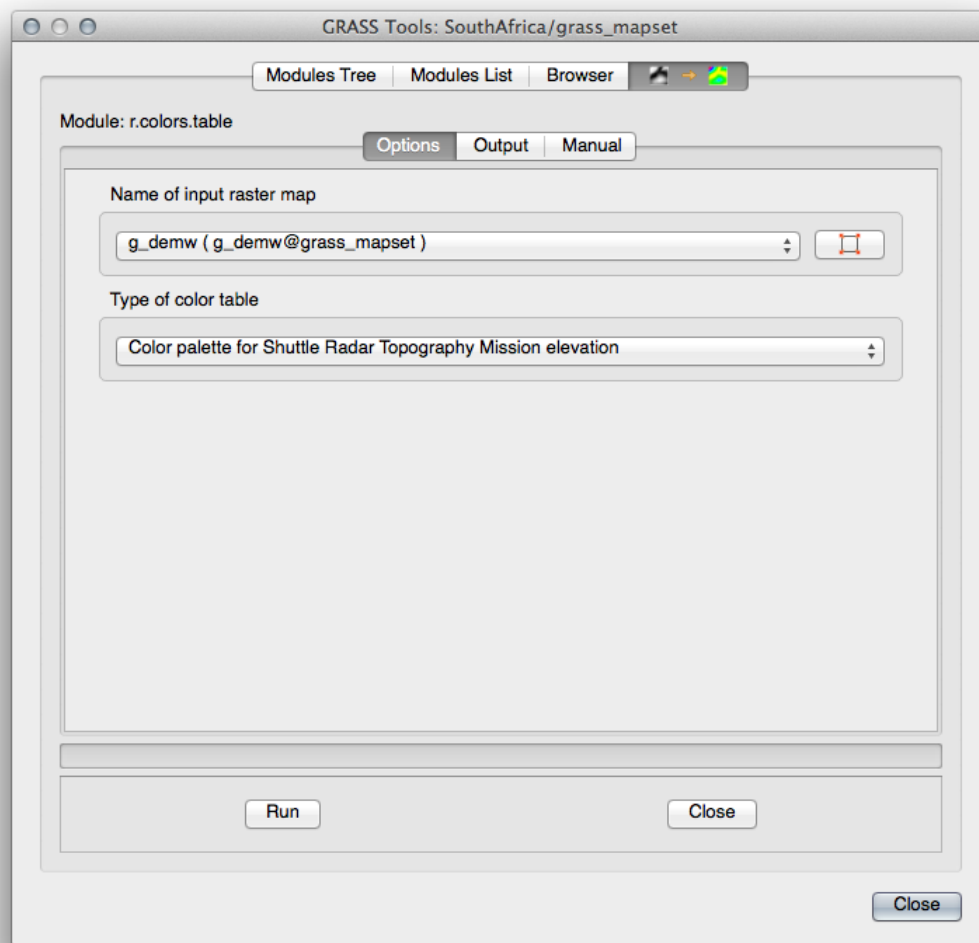 GRASS Tools: SouthAfrica/grass_mapset
Modules Tree Modules List Browser
Module: r.colors.table
Options Output Manual
Name of input raster map
g_demw ( g_demw@grass_mapset )
Type of color table
Color palette for Shuttle Radar Topography Mission elevation
Run Close
Close